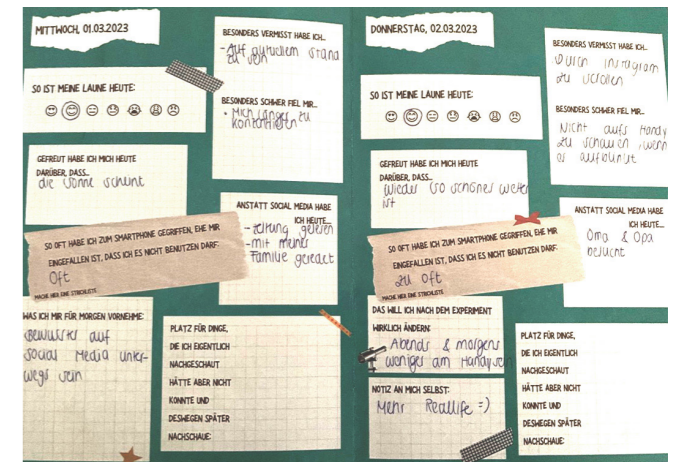 MITTWOCH, 01.03.2023
SO IST MEINE LAUNE HEUTE:
GEFREUT HABE ICH MICH HEUTE
DARÜBER, DASS...
die Sonne scheint
SO OFT HABE ICH ZUM SMARTPHONE GEGRIFFEN, EHE MIR
EINGEFALLEN IST, DASS ICH ES NICHT BENUTZEN DARF:
Oft
MACHE HIER EINE STRICHLISTE
WAS ICH MIR FÜR MORGEN VORNEHME:
Bewusster auf
Social Media unter-
wegs sein
BESONDERS VERMISST HABE ICH...
- Auf aktuellem Stand
zu sein
BESONDERS SCHWER FIEL MIR...
• Mich länger zu
konzentrieren
ANSTATT SOCIAL MEDIA HABE
ICH HEUTE...
- Zeitung gelesen
- mit meiner
Familie geredet
PLATZ FÜR DINGE,
DIE ICH EIGENTLICH
NACHGESCHAUT
HÄTTE ABER NICHT
KONNTE UND
DESWEGEN SPÄTER
NACHSCHAUE:
DONNERSTAG, 02.03.2023
SO IST MEINE LAUNE HEUTE:
GEFREUT HABE ICH MICH HEUTE
DARÜBER, DASS...
Wieder so schönes Wetter
ist
SO OFT HABE ICH ZUM SMARTPHONE GEGRIFFEN, EHE MIR
EINGEFALLEN IST, DASS ICH ES NICHT BENUTZEN DARF:
zu oft
MACHE HIER EINE STRICHLISTE
DAS WILL ICH NACH DEM EXPERIMENT
WIRKLICH ÄNDERN:
Abends & morgens
weniger am Handy sein
NOTIZ AN MICH SELBST:
Mehr Reallife =)
BESONDERS VERMISST HABE ICH...
Durch Instagram
zu scrollen
BESONDERS SCHWER FIEL MIR...
Nicht aufs Handy
zu schauen, wenn
es aufblinkt
ANSTATT SOCIAL MEDIA HABE
ICH HEUTE...
Oma & Opa
besucht
PLATZ FÜR DINGE,
DIE ICH EIGENTLICH
NACHGESCHAUT
HÄTTE ABER NICHT
KONNTE UND
DESWEGEN SPÄTER
NACHSCHAUE: